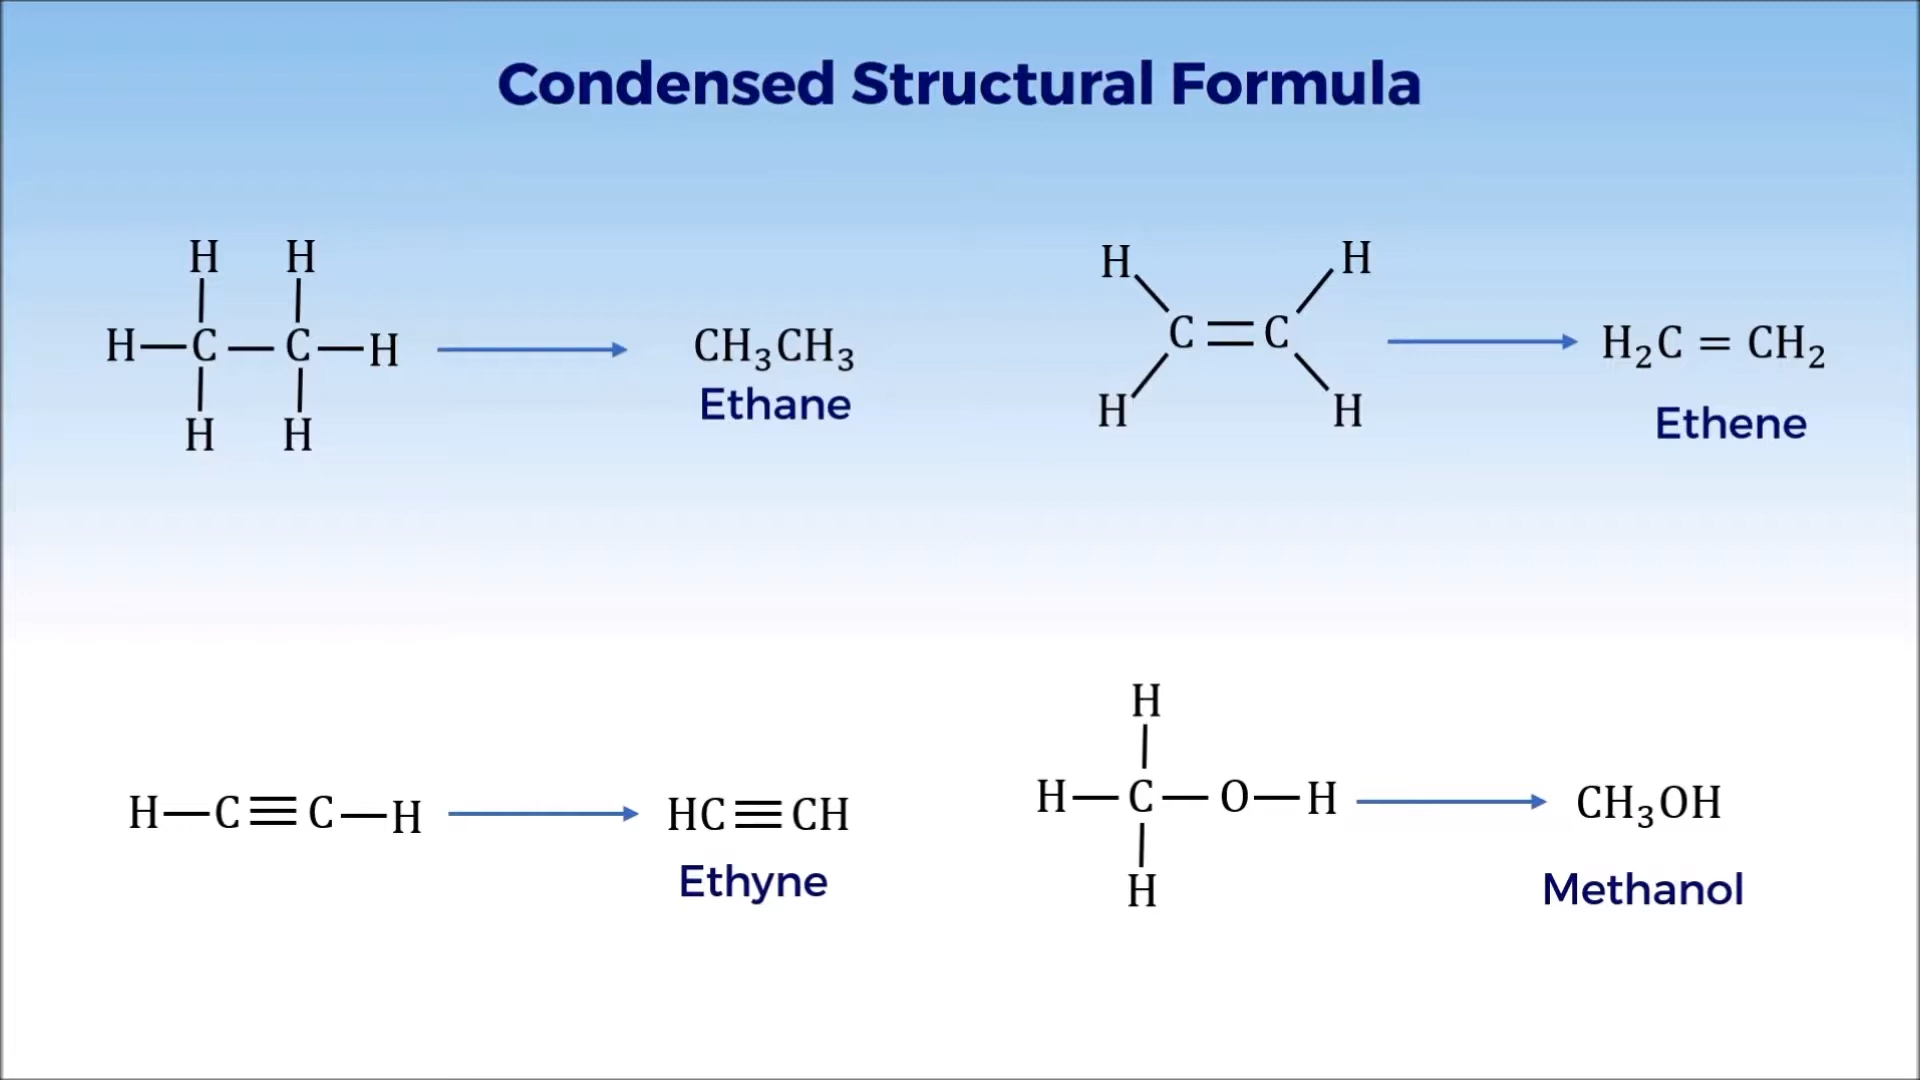 Condensed Structural Formula
H H
H—C—C—H
H H
CH₃CH₃
Ethane
H H
C=C
H H
H₂C = CH₂
Ethene
H—C≡C—H
HC≡CH
Ethyne
H
H—C—O—H
H
CH₃OH
Methanol